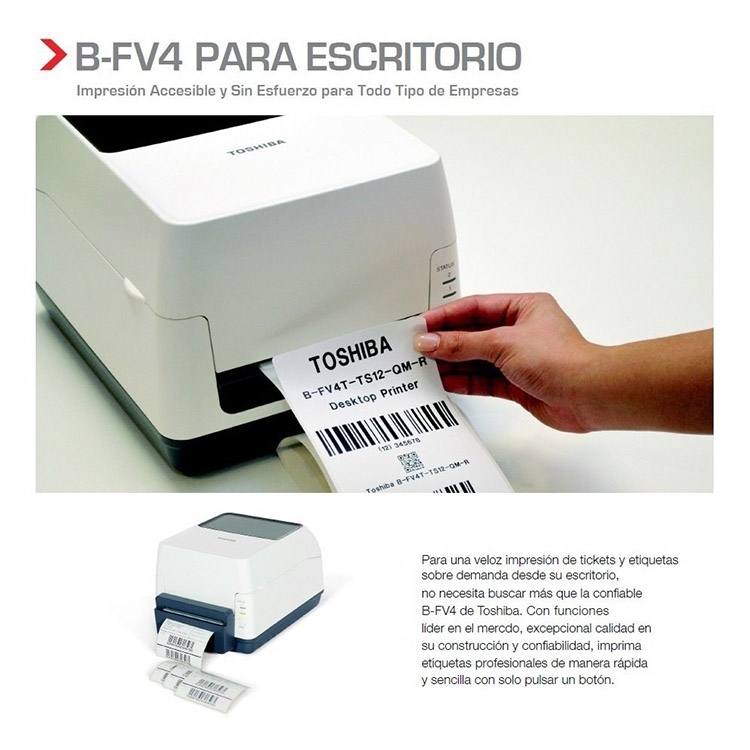 B-FV4 PARA ESCRITORIO
Impresión Accesible y Sin Esfuerzo para Todo Tipo de Empresas
TOSHIBA
STATUS
2
1
TOSHIBA
B-FV4T-TS12-QM-R
Desktop Printer
(12) 345678
Toshiba B-FV4T-TS12-QM-R
TOSHIBA
Para una veloz impresión de tickets y etiquetas
sobre demanda desde su escritorio,
no necesita buscar más que la confiable
B-FV4 de Toshiba. Con funciones
líder en el mercdo, excepcional calidad en
su construcción y confiabilidad, imprima
etiquetas profesionales de manera rápida
y sencilla con solo pulsar un botón.